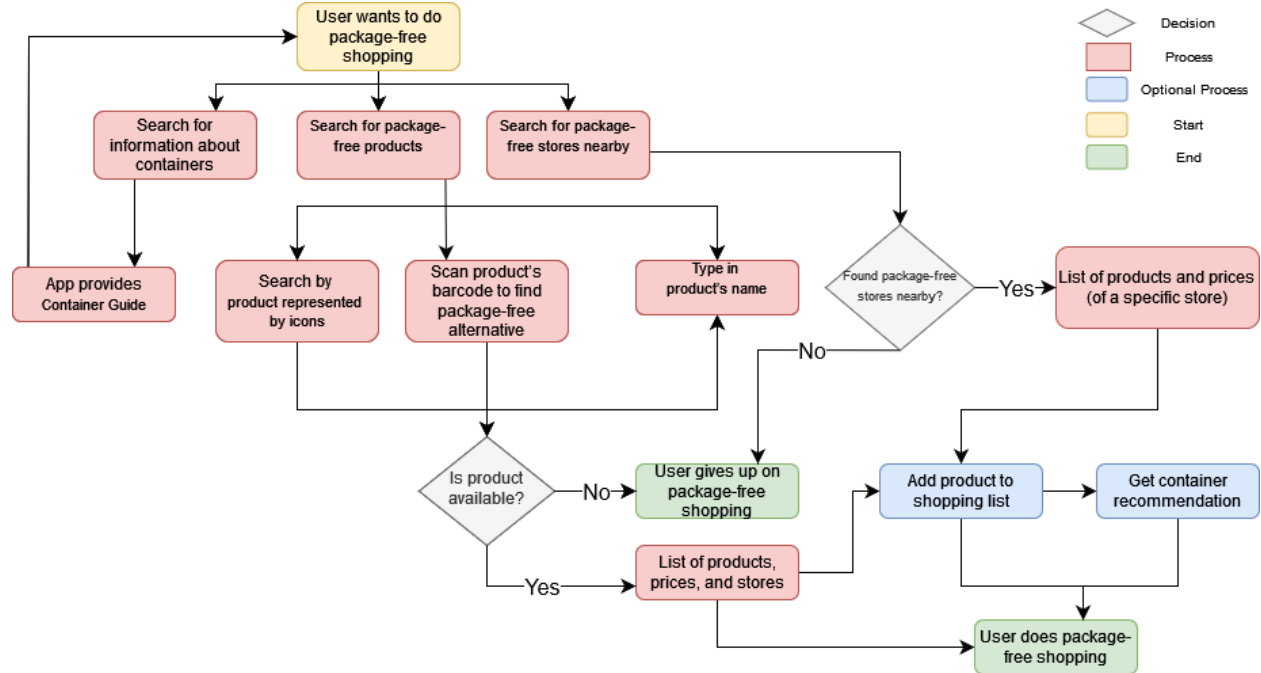 User wants to do
package-free
shopping
Decision
Process
Optional Process
Start
End
Search for
information about
containers
Search for package-
free products
Search for package-
free stores nearby
App provides
Container Guide
Search by
product represented
by icons
Scan product's
barcode to find
package-free
alternative
Type in
product's name
Found package-free
stores nearby?
Yes
List of products and prices
(of a specific store)
No
Is product
available?
No
User gives up on
package-free
shopping
Add product to
shopping list
Get container
recommendation
Yes
List of products,
prices, and stores
User does package-
free shopping